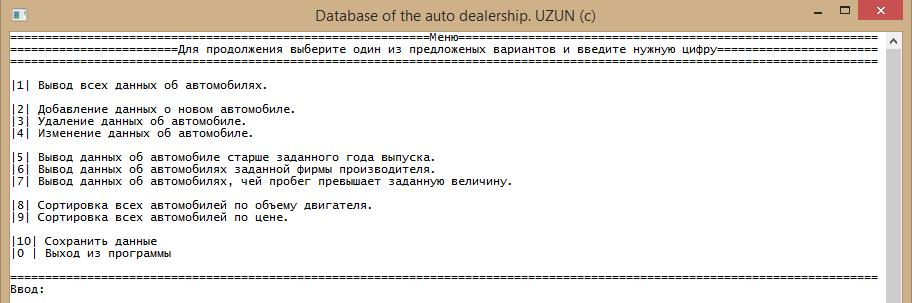 Database of the auto dealership. UZUN (c)
==============================================================Меню==============================================================
=========================Для продолжения выберите один из предложеных вариантов и введите нужную цифру========================
================================================================================================================================
|1| Вывод всех данных об автомобилях.
|2| Добавление данных о новом автомобиле.
|3| Удаление данных об автомобиле.
|4| Изменение данных об автомобиле.
|5| Вывод данных об автомобиле старше заданного года выпуска.
|6| Вывод данных об автомобилях заданной фирмы производителя.
|7| Вывод данных об автомобилях, чей пробег превышает заданную величину.
|8| Сортировка всех автомобилей по объему двигателя.
|9| Сортировка всех автомобилей по цене.
|10| Сохранить данные
|0 | Выход из программы
================================================================================================================================
Ввод: